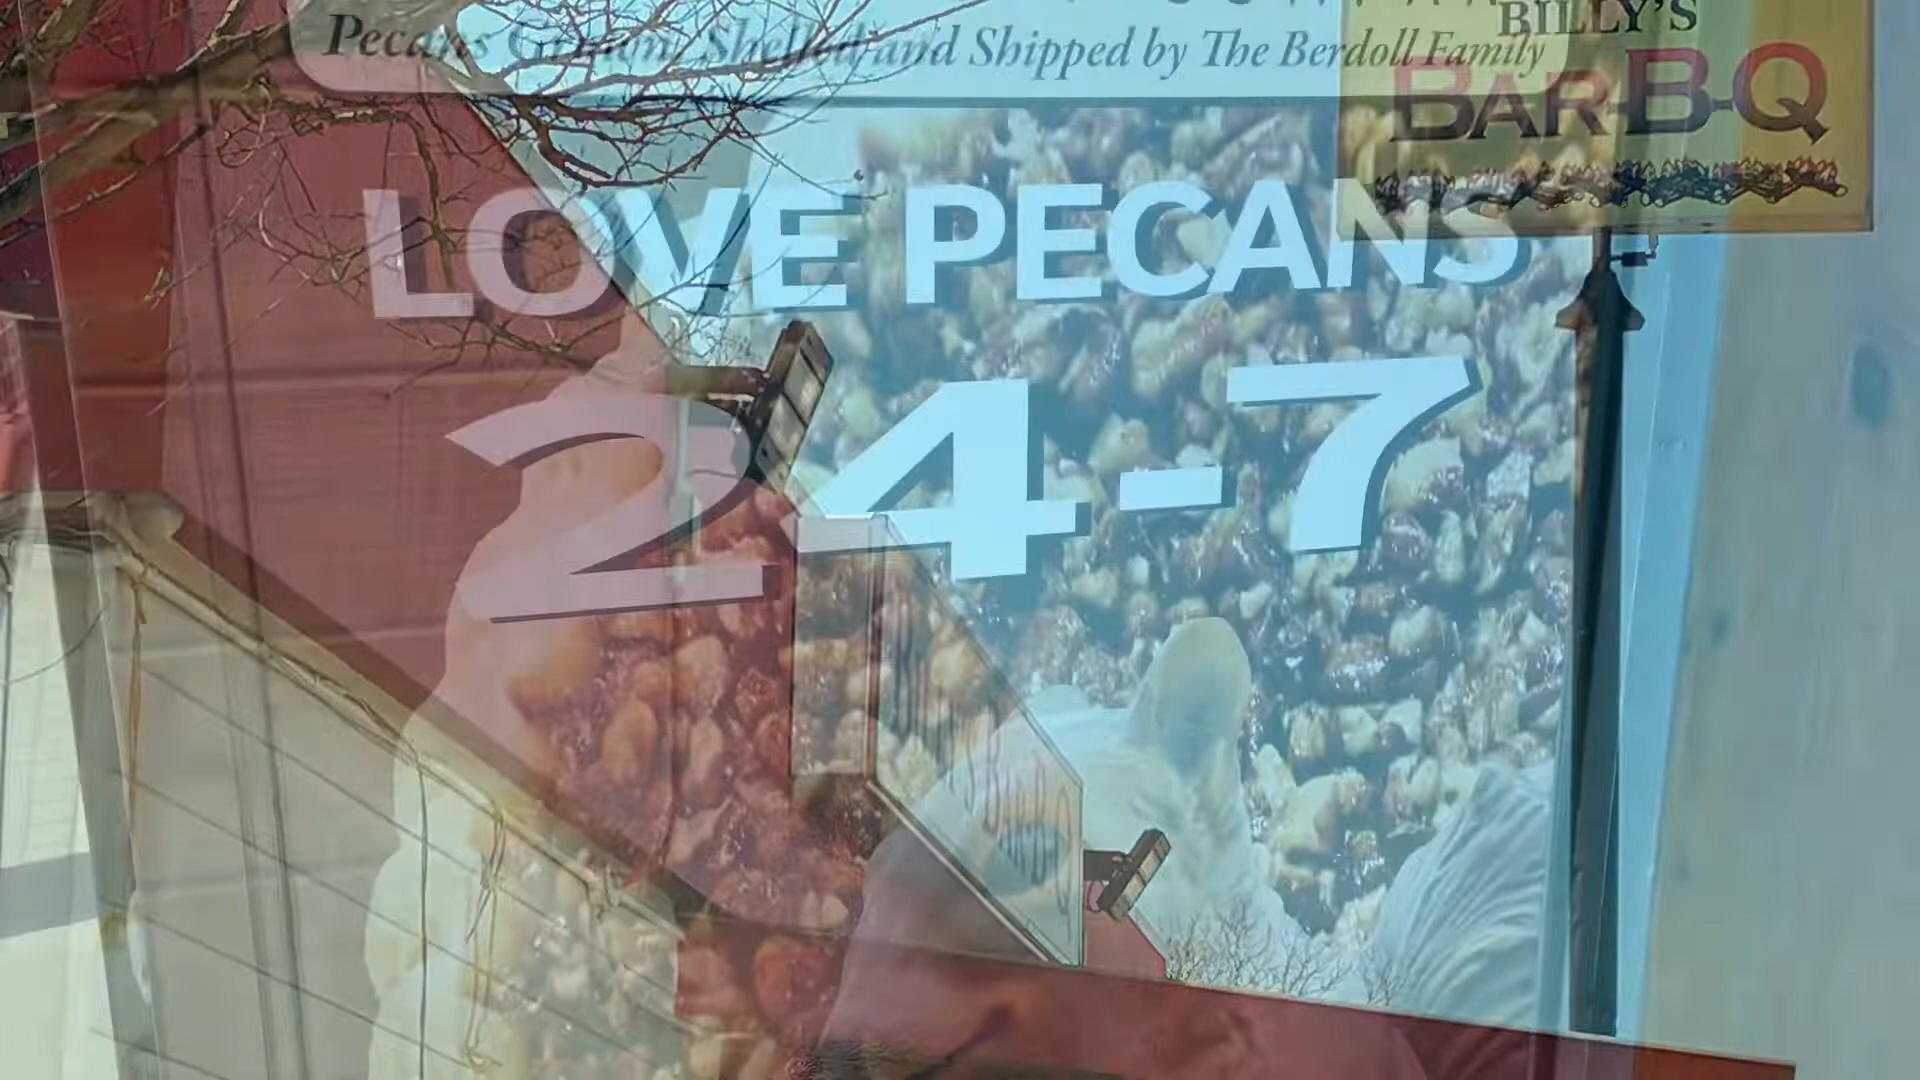 Pecans Grown, Shelled and Shipped by The Berdoll Family
BILLY'S
BAR-B-Q
LOVE PECANS
24-7